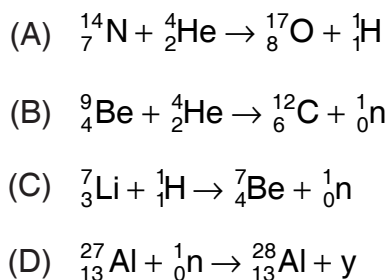 (A) ¹⁴₇N + ⁴₂He → ¹⁷₈O + ¹₁H
(B) ⁹₄Be + ⁴₂He → ¹²₆C + ¹₀n
(C) ⁷₃Li + ¹₁H → ⁷₄Be + ¹₀n
(D) ²⁷₁₃Al + ¹₀n → ²⁸₁₃Al + y